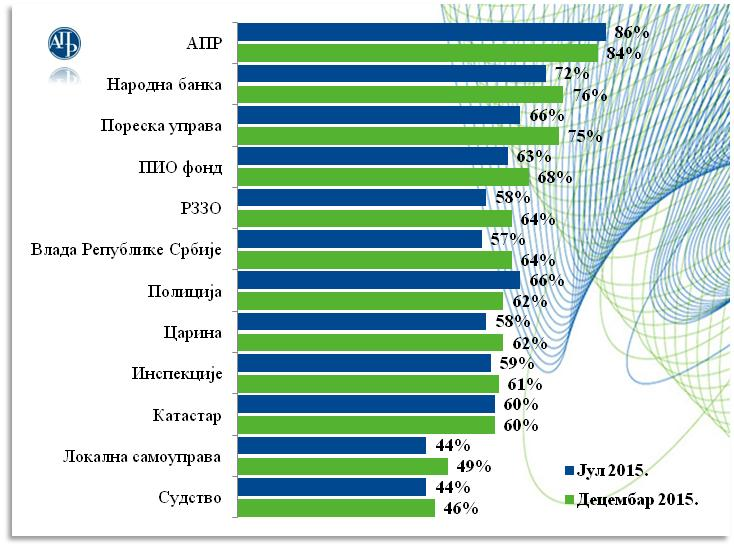 АПР
АПР
86%
84%
Народна банка
72%
76%
Пореска управа
66%
75%
ПИО фонд
63%
68%
РЗЗО
58%
64%
Влада Републике Србије
57%
64%
Полиција
66%
62%
Царина
58%
62%
Инспекције
59%
61%
Катастар
60%
60%
Локална самоуправа
44%
49%
Судство
44%
46%
Јул 2015.
Децембар 2015.